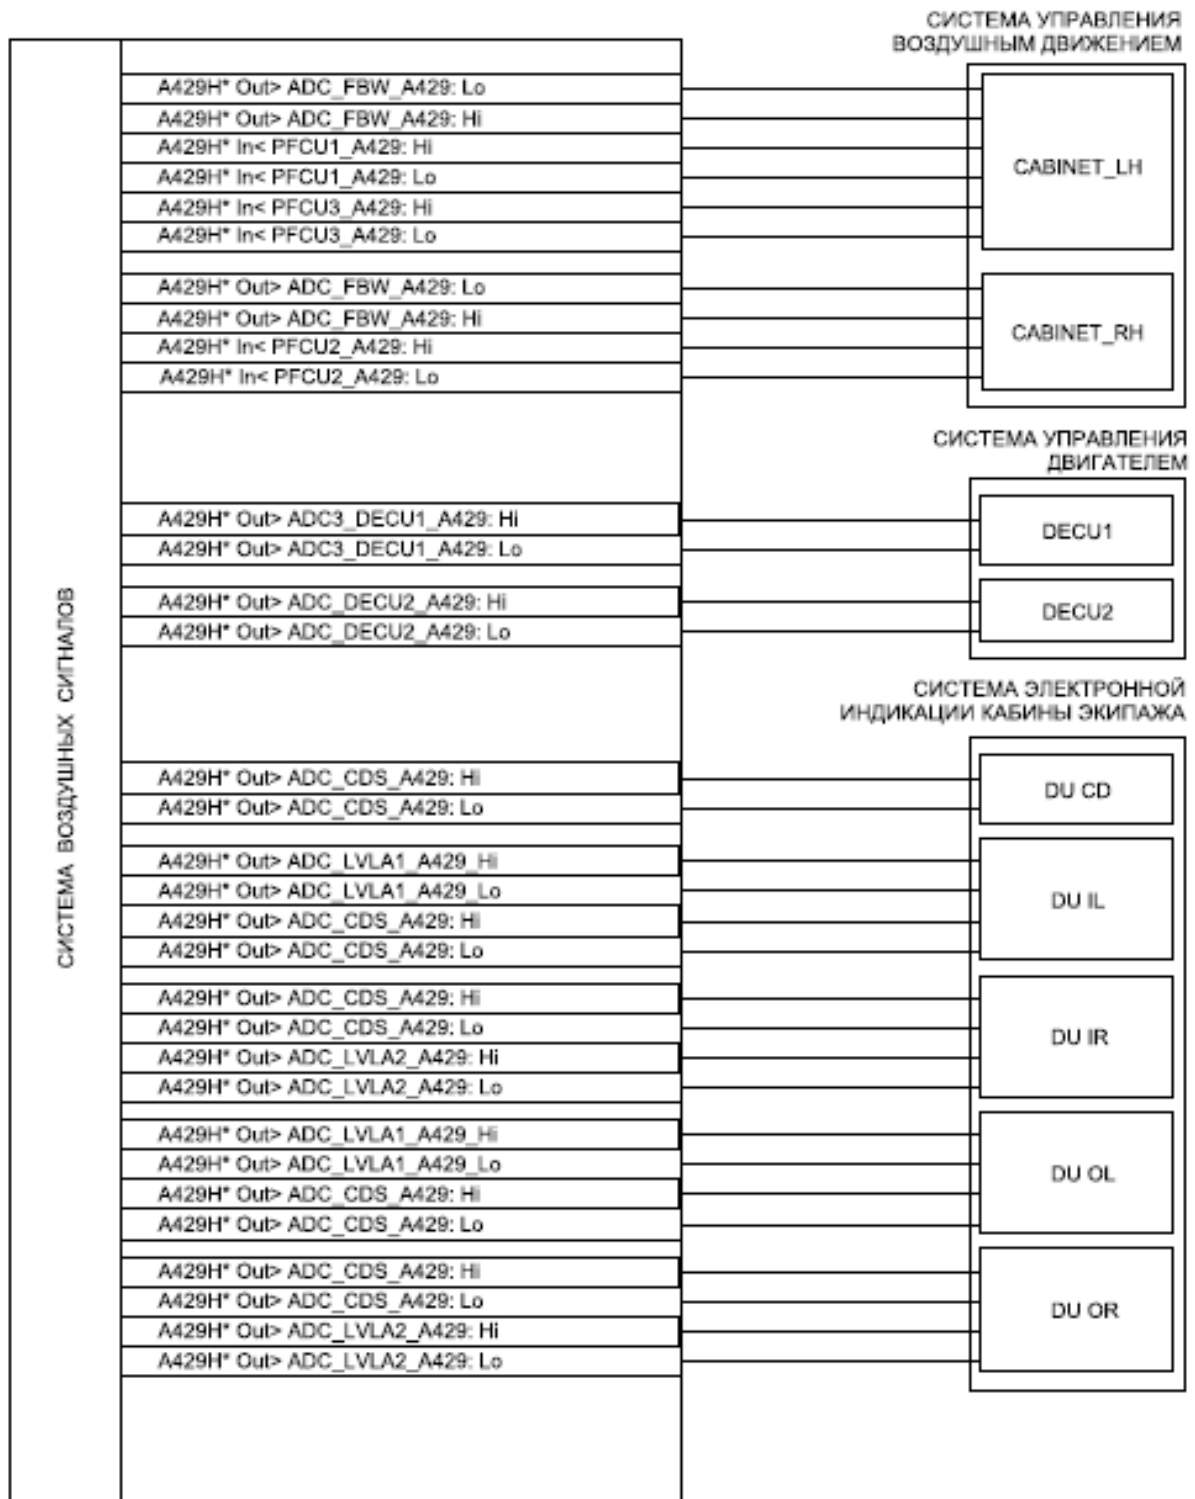 СИСТЕМА УПРАВЛЕНИЯ
ВОЗДУШНЫМ ДВИЖЕНИЕМ
СИСТЕМА ВОЗДУШНЫХ СИГНАЛОВ
A429H* Out> ADC_FBW_A429: Lo
A429H* Out> ADC_FBW_A429: Hi
A429H* In< PFCU1_A429: Hi
A429H* In< PFCU1_A429: Lo
A429H* In< PFCU3_A429: Hi
A429H* In< PFCU3_A429: Lo
CABINET_LH
A429H* Out> ADC_FBW_A429: Lo
A429H* Out> ADC_FBW_A429: Hi
A429H* In< PFCU2_A429: Hi
A429H* In< PFCU2_A429: Lo
CABINET_RH
СИСТЕМА УПРАВЛЕНИЯ
ДВИГАТЕЛЕМ
A429H* Out> ADC3_DECU1_A429: Hi
A429H* Out> ADC3_DECU1_A429: Lo
DECU1
A429H* Out> ADC_DECU2_A429: Hi
A429H* Out> ADC_DECU2_A429: Lo
DECU2
СИСТЕМА ЭЛЕКТРОННОЙ
ИНДИКАЦИИ КАБИНЫ ЭКИПАЖА
A429H* Out> ADC_CDS_A429: Hi
A429H* Out> ADC_CDS_A429: Lo
DU CD
A429H* Out> ADC_LVLA1_A429_Hi
A429H* Out> ADC_LVLA1_A429_Lo
A429H* Out> ADC_CDS_A429: Hi
A429H* Out> ADC_CDS_A429: Lo
DU IL
A429H* Out> ADC_CDS_A429: Hi
A429H* Out> ADC_CDS_A429: Lo
A429H* Out> ADC_LVLA2_A429: Hi
A429H* Out> ADC_LVLA2_A429: Lo
DU IR
A429H* Out> ADC_LVLA1_A429_Hi
A429H* Out> ADC_LVLA1_A429_Lo
A429H* Out> ADC_CDS_A429: Hi
A429H* Out> ADC_CDS_A429: Lo
DU OL
A429H* Out> ADC_CDS_A429: Hi
A429H* Out> ADC_CDS_A429: Lo
A429H* Out> ADC_LVLA2_A429: Hi
A429H* Out> ADC_LVLA2_A429: Lo
DU OR